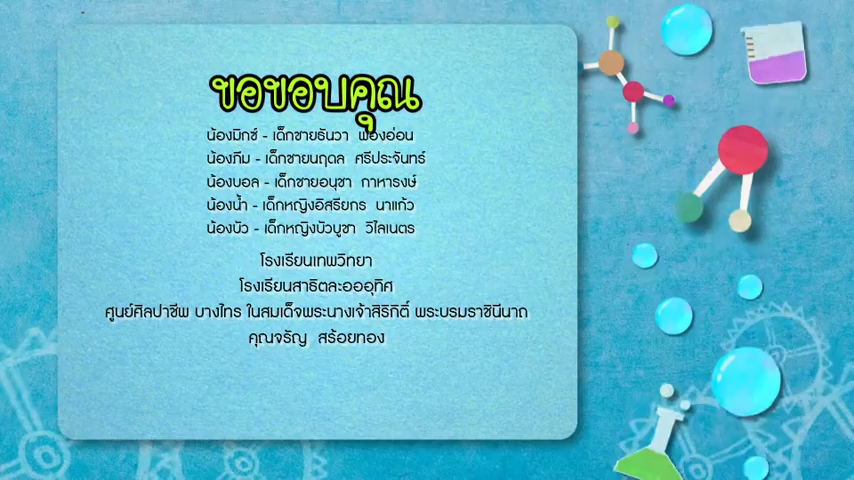 ขอขอบคุณ
น้องมิกซ์ - เด็กชายธันวา ฟองอ่อน
น้องภีม - เด็กชายนฤดล ศรีประจันทร์
น้องบอล - เด็กชายอนุชา กาหารงษ์
น้องน้ำ - เด็กหญิงอิสรียกร นาแก้ว
น้องบัว - เด็กหญิงบัวบูชา วิไลเนตร
โรงเรียนเทพวิทยา
โรงเรียนสาธิตละอออุทิศ
ศูนย์ศิลปาชีพ บางไทร ในสมเด็จพระนางเจ้าสิริกิติ์ พระบรมราชินีนาถ
คุณจรัญ สร้อยทอง